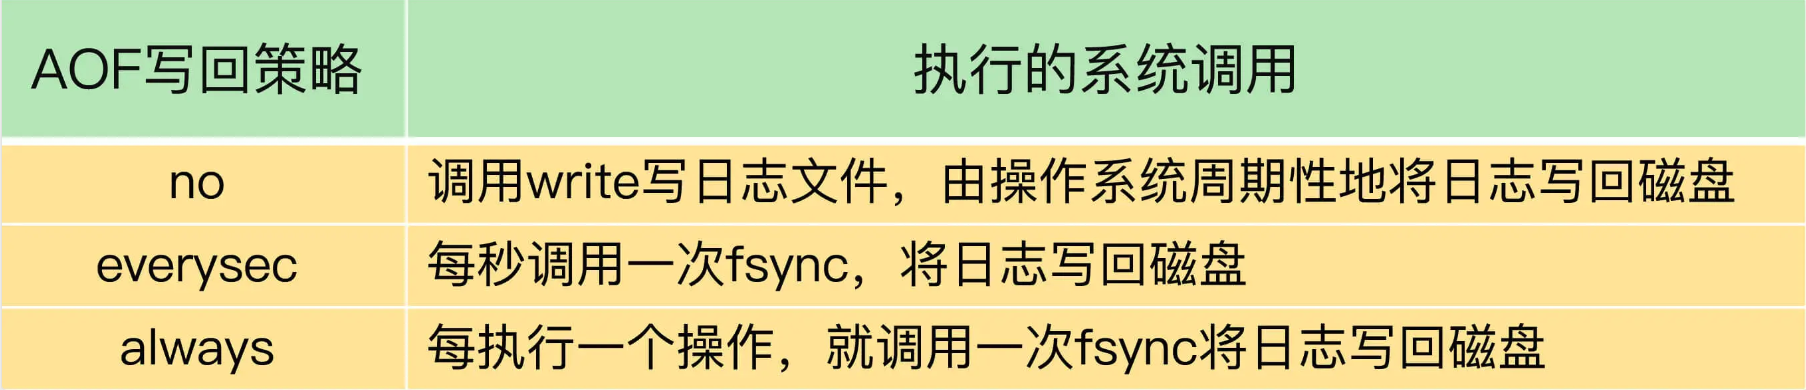 AOF写回策略 执行的系统调用
no 调用write写日志文件，由操作系统周期性地将日志写回磁盘
everysec 每秒调用一次fsync，将日志写回磁盘
always 每执行一个操作，就调用一次fsync将日志写回磁盘